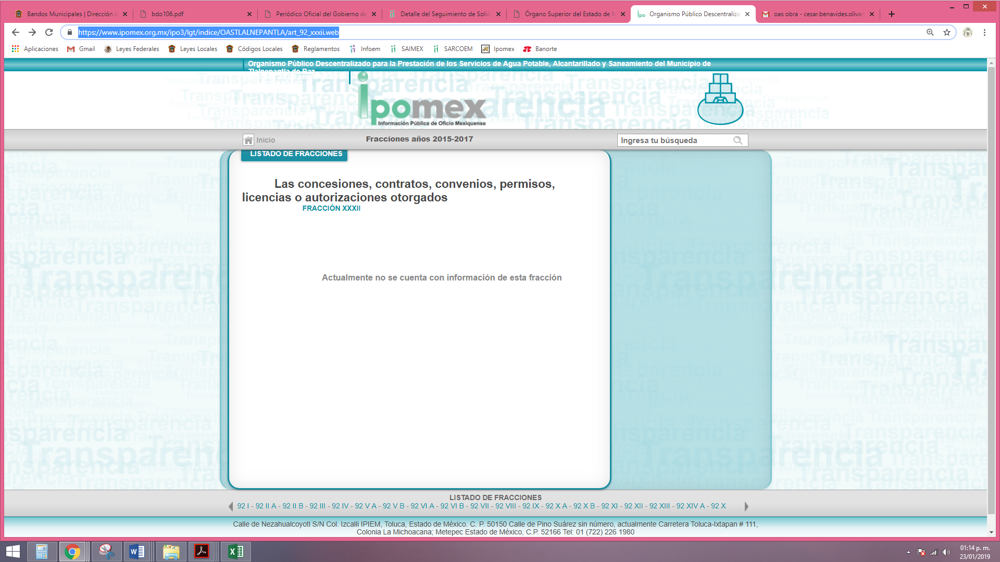 Bandos Municipales | Dirección d
bdo106.pdf
Periódico Oficial del Gobierno de
Detalle del Seguimiento de Solic
Órgano Superior del Estado de M
Organismo Público Descentraliza
oas obra - cesar.benavides.olivar
https://www.ipomex.org.mx/ipo3/lgt/indice/OASTLALNEPANTLA/art_92_xxxii.web
Aplicaciones
Gmail
Leyes Federales
Leyes Locales
Códigos Locales
Reglamentos
Infoem
SAIMEX
SARCOEM
Ipomex
Banorte
Organismo Público Descentralizado para la Prestación de los Servicios de Agua Potable, Alcantarillado y Saneamiento del Municipio de
Tlalnepantla de Baz
ipomex
Información Pública de Oficio Mexiquense
Inicio
Fracciones años 2015-2017
Ingresa tu búsqueda
LISTADO DE FRACCIONES
Las concesiones, contratos, convenios, permisos,
licencias o autorizaciones otorgados
FRACCIÓN XXXII
Actualmente no se cuenta con información de esta fracción
LISTADO DE FRACCIONES
92 I - 92 II A - 92 II B - 92 III - 92 IV - 92 V A - 92 V B - 92 VI A - 92 VI B - 92 VII - 92 VIII - 92 IX - 92 X A - 92 X B - 92 XI - 92 XII - 92 XIII - 92 XIV A - 92 X
Calle de Nezahualcoyotl S/N Col. Izcalli IPIEM, Toluca, Estado de México. C. P. 50150 Calle de Pino Suárez sin número, actualmente Carretera Toluca-Ixtapan # 111,
Colonia La Michoacana; Metepec Estado de México, C.P. 52166 Tel: 01 (722) 226 1980
01:14 p. m.
23/01/2019